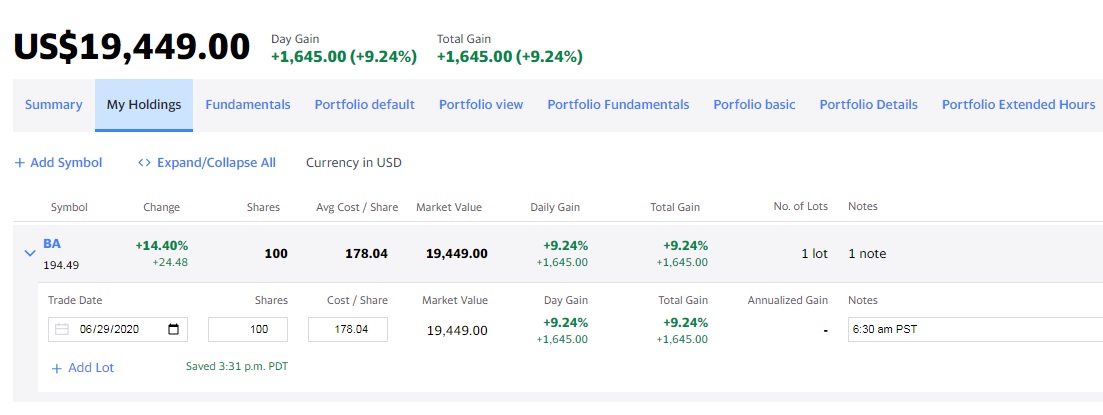 US$19,449.00
Day Gain Total Gain
+1,645.00 (+9.24%) +1,645.00 (+9.24%)
Summary My Holdings Fundamentals Portfolio default Portfolio view Portfolio Fundamentals Porfolio basic Portfolio Details Portfolio Extended Hours
+ Add Symbol <> Expand/Collapse All Currency in USD
Symbol Change Shares Avg Cost / Share Market Value Daily Gain Total Gain No. of Lots Notes
BA +14.40% 100 178.04 19,449.00 +9.24% +9.24% 1 lot 1 note
194.49 +24.48 +1,645.00 +1,645.00
Trade Date Shares Cost / Share Market Value Day Gain Total Gain Annualized Gain Notes
06/29/2020 100 178.04 19,449.00 +9.24% +9.24% - 6:30 am PST
+1,645.00 +1,645.00
+ Add Lot Saved 3:31 p.m. PDT